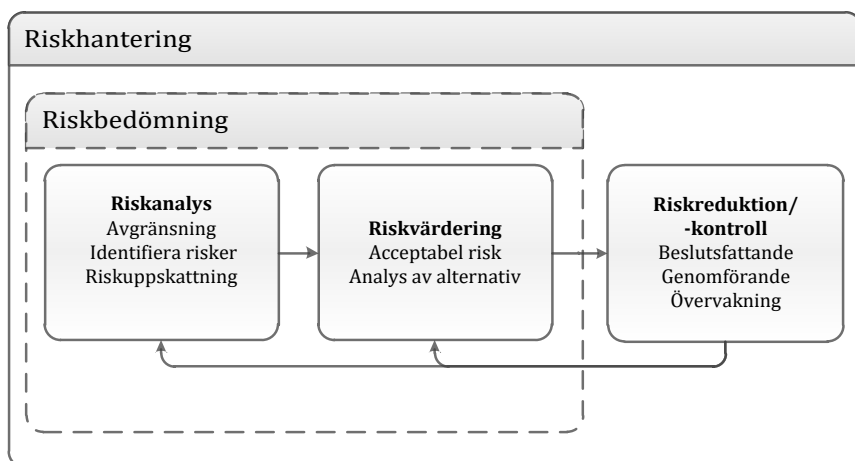 Riskhantering
Riskbedömning
Riskanalys
Avgränsning
Identifiera risker
Riskuppskattning
Riskvärdering
Acceptabel risk
Analys av alternativ
Riskreduktion/
-kontroll
Beslutsfattande
Genomförande
Övervakning